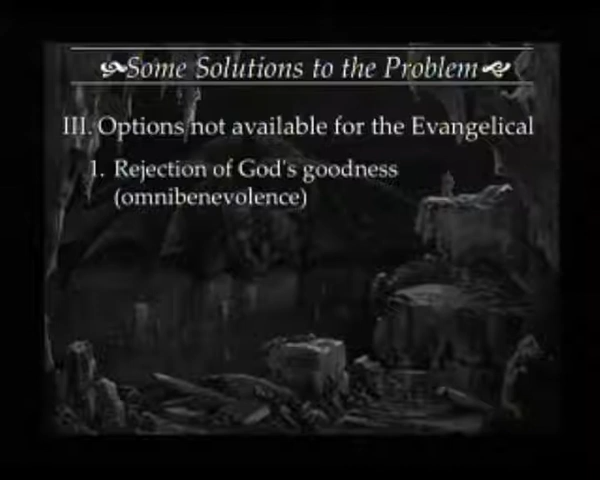 Some Solutions to the Problem
III. Options not available for the Evangelical
1. Rejection of God's goodness
(omnibenevolence)